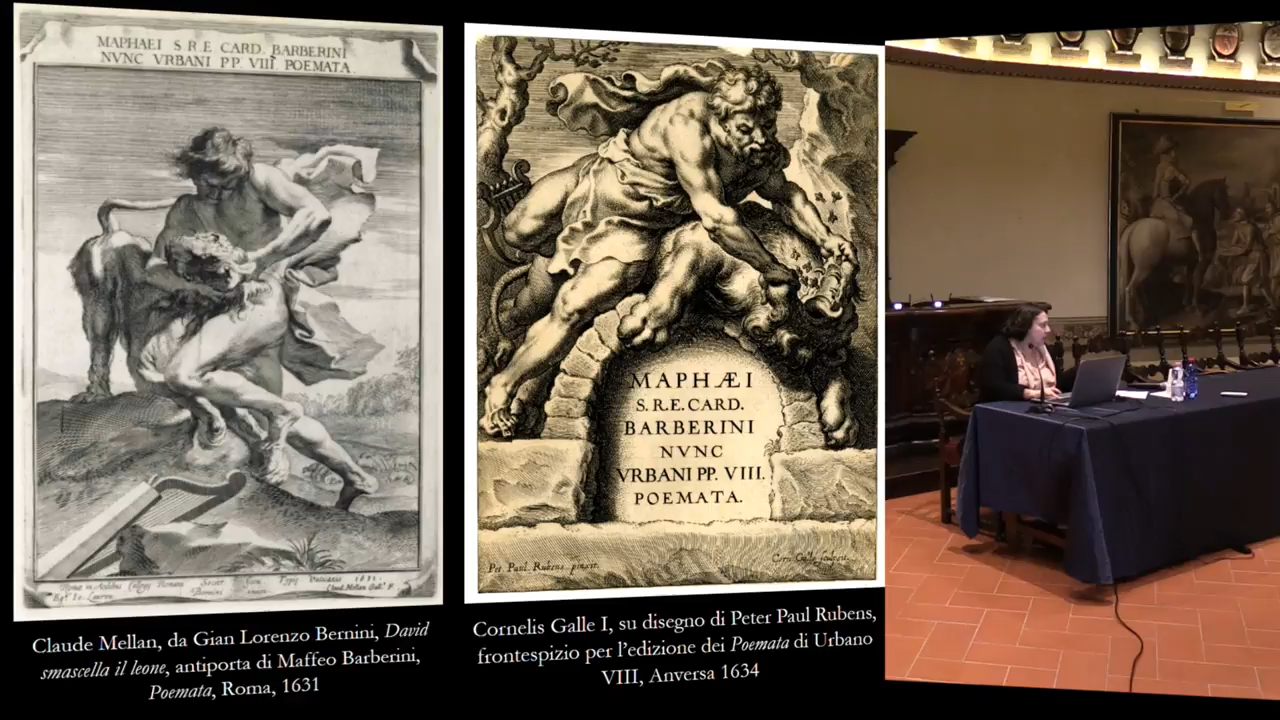 MAPHAEI S R E CARD. BARBERINI
NVNC VRBANI PP. VIII POEMATA.
1631.
MAPHÆI
S.R.E. CARD.
BARBERINI
NVNC
VRBANI PP. VIII.
POEMATA.
Pet. Paul. Rubens pinxit.
Corn. Galle sculpsit.
Claude Mellan, da Gian Lorenzo Bernini, David
smascella il leone, antiporta di Maffeo Barberini,
Poemata, Roma, 1631
Cornelis Galle I, su disegno di Peter Paul Rubens,
frontespizio per l'edizione dei Poemata di Urbano
VIII, Anversa 1634